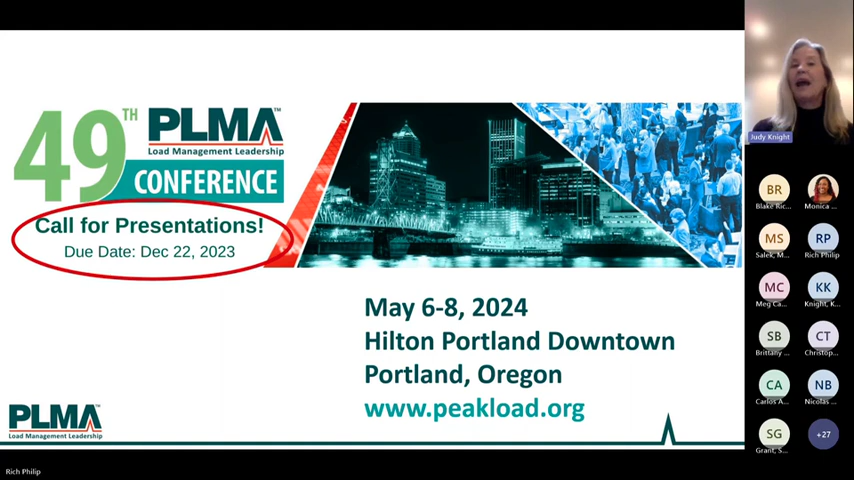 49TH PLMA™
Load Management Leadership
CONFERENCE
Call for Presentations!
Due Date: Dec 22, 2023
May 6-8, 2024
Hilton Portland Downtown
Portland, Oregon
www.peakload.org
PLMA™
Load Management Leadership
Rich Philip
Judy Knight
BR
Blake Ric...
Monica ...
MS
RP
Salek, M...
Rich Philip
MC
KK
Meg Ca...
Knight, K...
SB
CT
Brittany ...
Christop...
CA
NB
Carlos A...
Nicolas ...
SG
+27
Grant, S...